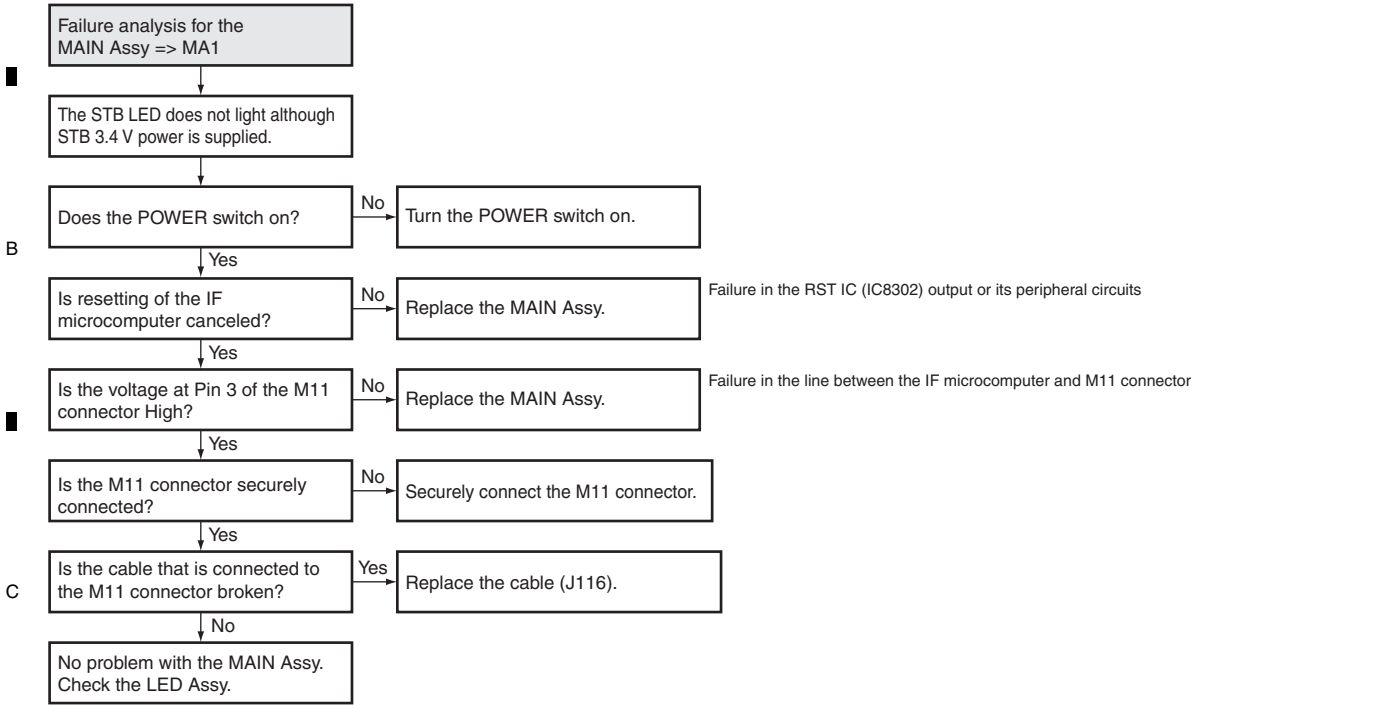 Failure analysis for the
MAIN Assy => MA1
The STB LED does not light although
STB 3.4 V power is supplied.
Does the POWER switch on?
No
Turn the POWER switch on.
B
Yes
Is resetting of the IF
microcomputer canceled?
No
Replace the MAIN Assy.
Failure in the RST IC (IC8302) output or its peripheral circuits
Yes
Is the voltage at Pin 3 of the M11
connector High?
No
Replace the MAIN Assy.
Failure in the line between the IF microcomputer and M11 connector
Yes
Is the M11 connector securely
connected?
No
Securely connect the M11 connector.
Yes
Is the cable that is connected to
the M11 connector broken?
Yes
Replace the cable (J116).
C
No
No problem with the MAIN Assy.
Check the LED Assy.